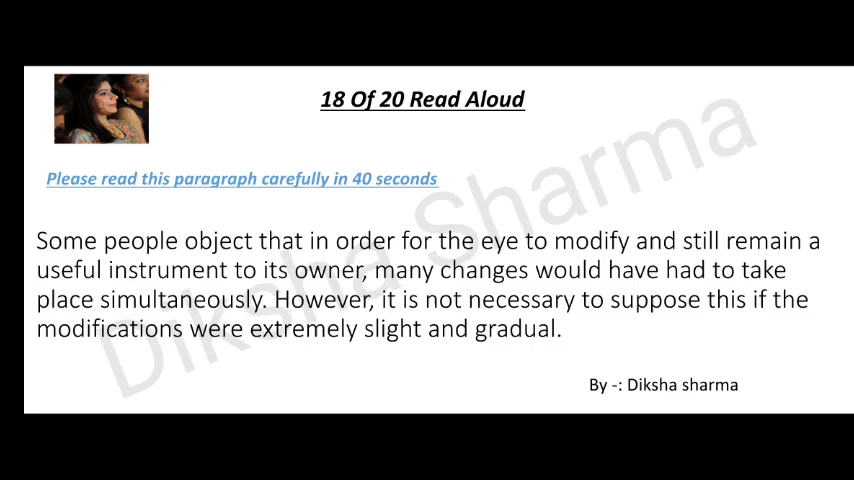 18 Of 20 Read Aloud
Please read this paragraph carefully in 40 seconds
Some people object that in order for the eye to modify and still remain a
useful instrument to its owner, many changes would have had to take
place simultaneously. However, it is not necessary to suppose this if the
modifications were extremely slight and gradual.
By -: Diksha sharma
Diksha Sharma